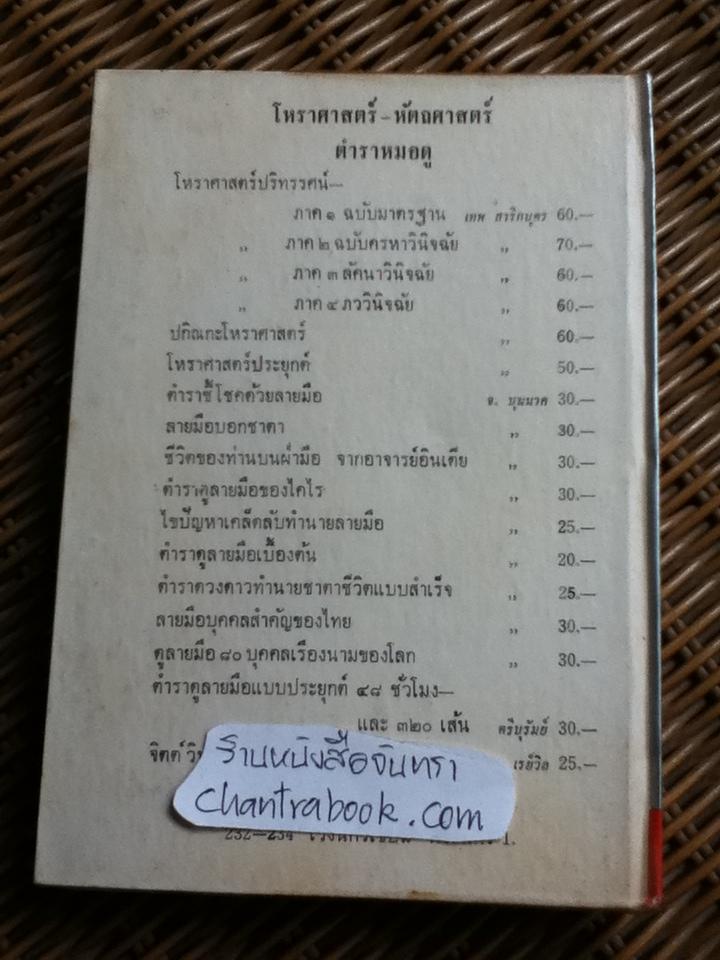 โหราศาสตร์-หัตถศาสตร์
ตำราหมอดู
โหราศาสตร์ปริทรรศน์—
ภาค ๑ ฉบับมาตรฐาน เทพ สาริกบุตร 60.—
,, ภาค ๒ ฉบับครหาวินิจฉัย ,, 70.—
,, ภาค ๓ ลัคนาวินิจฉัย ,, 60.—
,, ภาค ๔ ภววินิจฉัย ,, 60.—
ปกิณกะโหราศาสตร์ ,, 60.—
โหราศาสตร์ประยุกต์ ,, 50.—
ตำราชี้โชคด้วยลายมือ จ. บุนนาค 30.—
ลายมือบอกชาตา ,, 30.—
ชีวิตของท่านบนฝ่ามือ จากอาจารย์อินเดีย ,, 30.—
ตำราดูลายมือของไคโร ,, 30.—
ไขปัญหาเคล็ดลับทำนายลายมือ ,, 25.—
ตำราดูลายมือเบื้องต้น ,, 20.—
ตำราดวงดาวทำนายชาตาชีวิตแบบสำเร็จ ,, 25.—
ลายมือบุคคลสำคัญของไทย ,, 30.—
ดูลายมือ ๘๐ บุคคลเรืองนามของโลก ,, 30.—
ตำราดูลายมือแบบประยุกต์ ๔๘ ชั่วโมง—
และ ๓๒๐ เส้น ศรีบุรัมย์ 30.—
จิตต์ เรย์วิล 25.—
ร้านหนังสือจันทรา
chantrabook.com
232—234